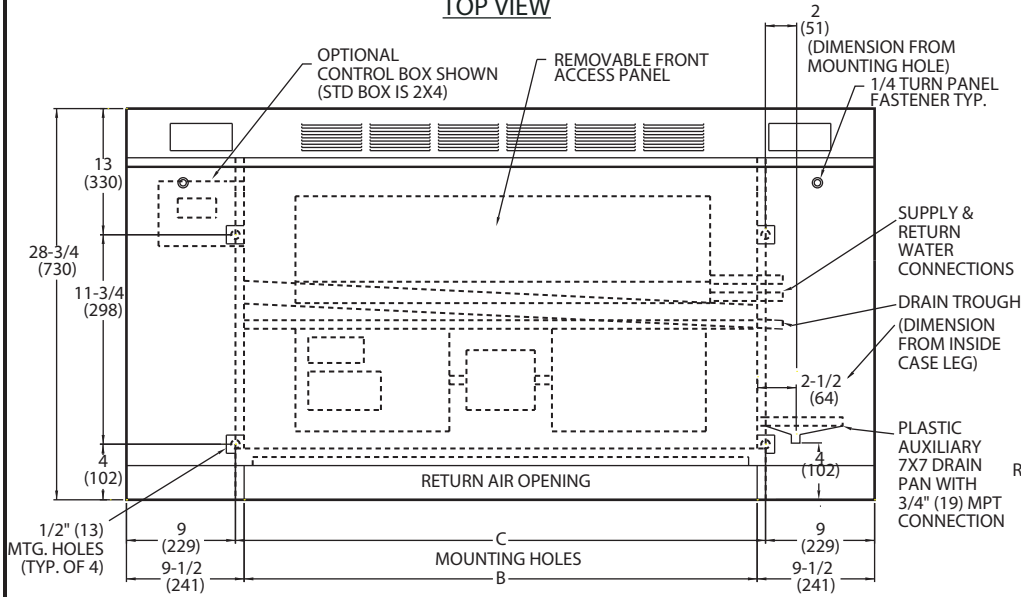 TOP VIEW
2
(51)
(DIMENSION FROM
MOUNTING HOLE)
OPTIONAL
CONTROL BOX SHOWN
(STD BOX IS 2X4)
REMOVABLE FRONT
ACCESS PANEL
1/4 TURN PANEL
FASTENER TYP.
13
(330)
28-3/4
(730)
11-3/4
(298)
SUPPLY &
RETURN
WATER
CONNECTIONS
DRAIN TROUGH
(DIMENSION
FROM INSIDE
CASE LEG)
2-1/2
(64)
4
(102)
4
(102)
RETURN AIR OPENING
PLASTIC
AUXILIARY
7X7 DRAIN
PAN WITH
3/4" (19) MPT
CONNECTION
R
1/2" (13)
MTG. HOLES
(TYP. OF 4)
9
(229)
C
9
(229)
MOUNTING HOLES
9-1/2
(241)
B
9-1/2
(241)